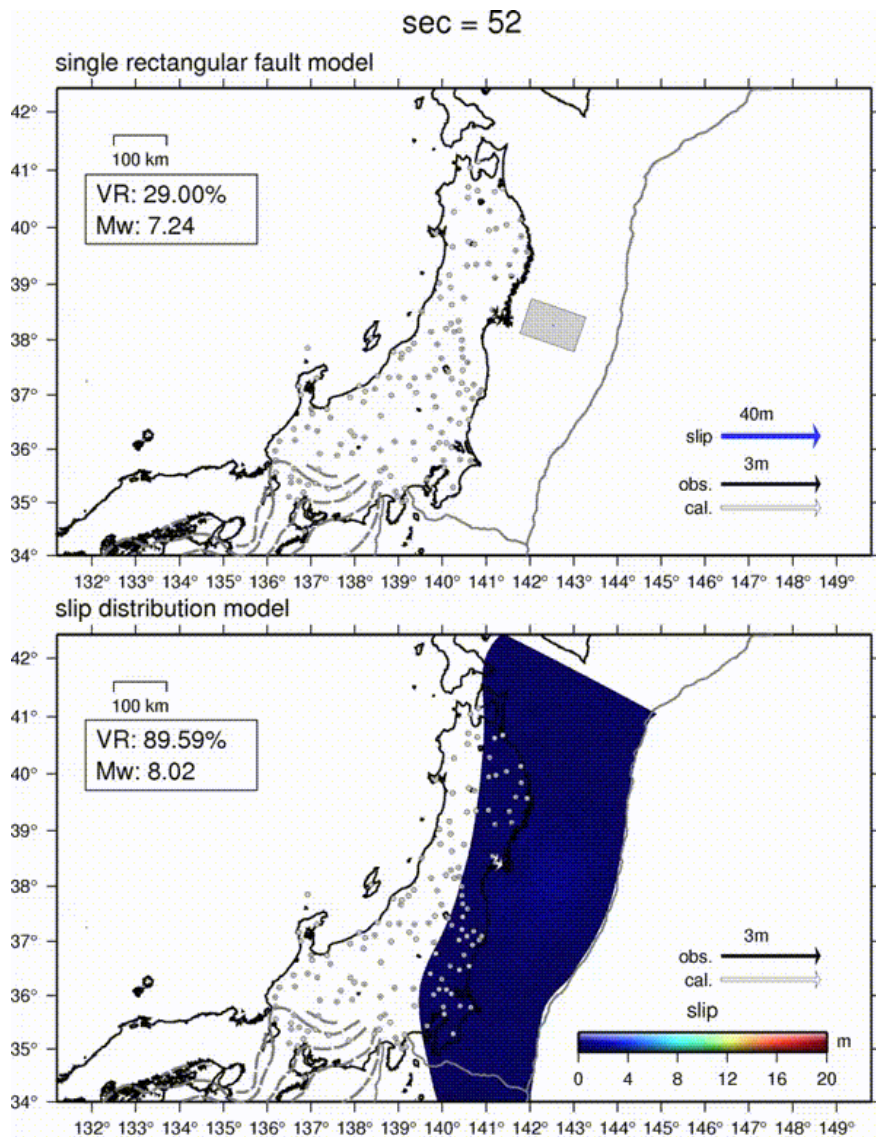 sec = 52
single rectangular fault model
42°
41°
40°
39°
38°
37°
36°
35°
34°
100 km
VR: 29.00%
Mw: 7.24
40m
slip
3m
obs.
cal.
132° 133° 134° 135° 136° 137° 138° 139° 140° 141° 142° 143° 144° 145° 146° 147° 148° 149°
slip distribution model
42°
41°
40°
39°
38°
37°
36°
35°
34°
100 km
VR: 89.59%
Mw: 8.02
3m
obs.
cal.
slip
m
0 4 8 12 16 20
132° 133° 134° 135° 136° 137° 138° 139° 140° 141° 142° 143° 144° 145° 146° 147° 148° 149°